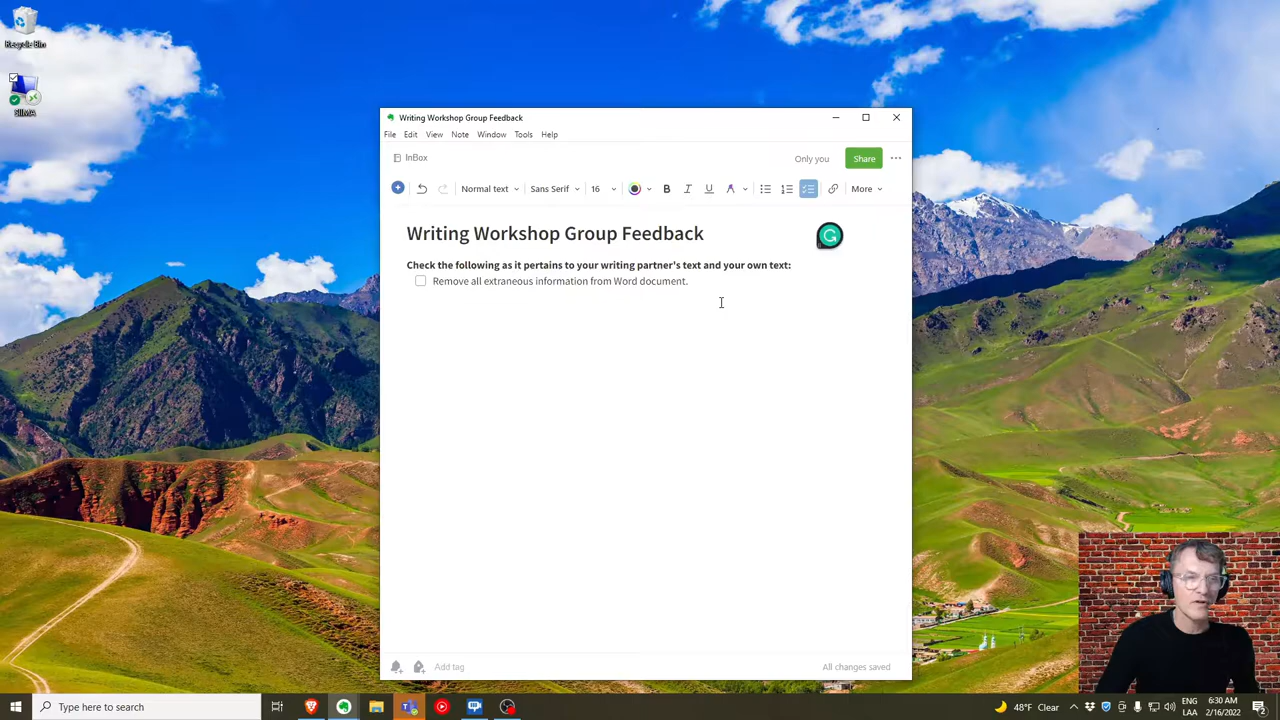 Recycle Bin
SIIMA
Writing Workshop Group Feedback
File Edit View Note Window Tools Help
InBox
Only you
Share
Normal text
Sans Serif
16
B
I
U
A
More
Writing Workshop Group Feedback
Check the following as it pertains to your writing partner's text and your own text:
Remove all extraneous information from Word document.
Add tag
All changes saved
Type here to search
48°F Clear
ENG
LAA
6:30 AM
2/16/2022